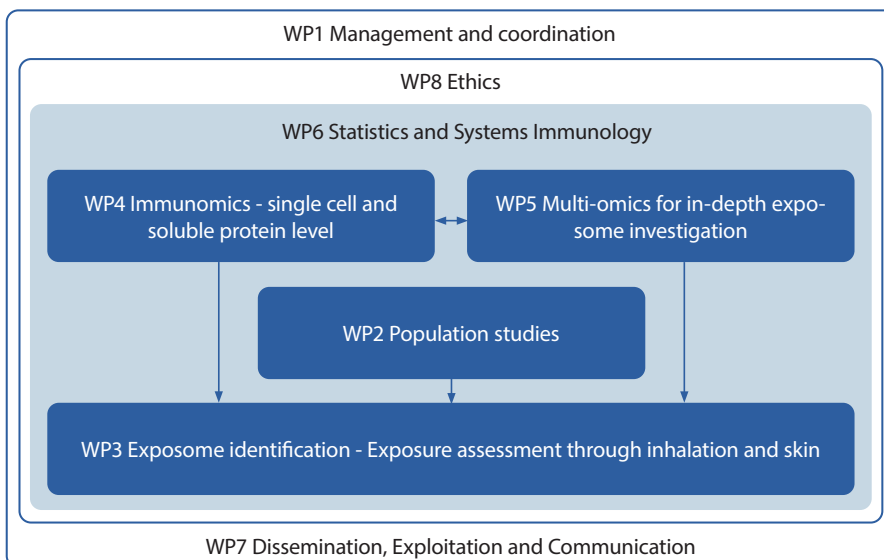 WP1 Management and coordination
WP8 Ethics
WP6 Statistics and Systems Immunology
WP4 Immunomics - single cell and
soluble protein level
WP5 Multi-omics for in-depth expo-
some investigation
WP2 Population studies
WP3 Exposome identification - Exposure assessment through inhalation and skin
WP7 Dissemination, Exploitation and Communication